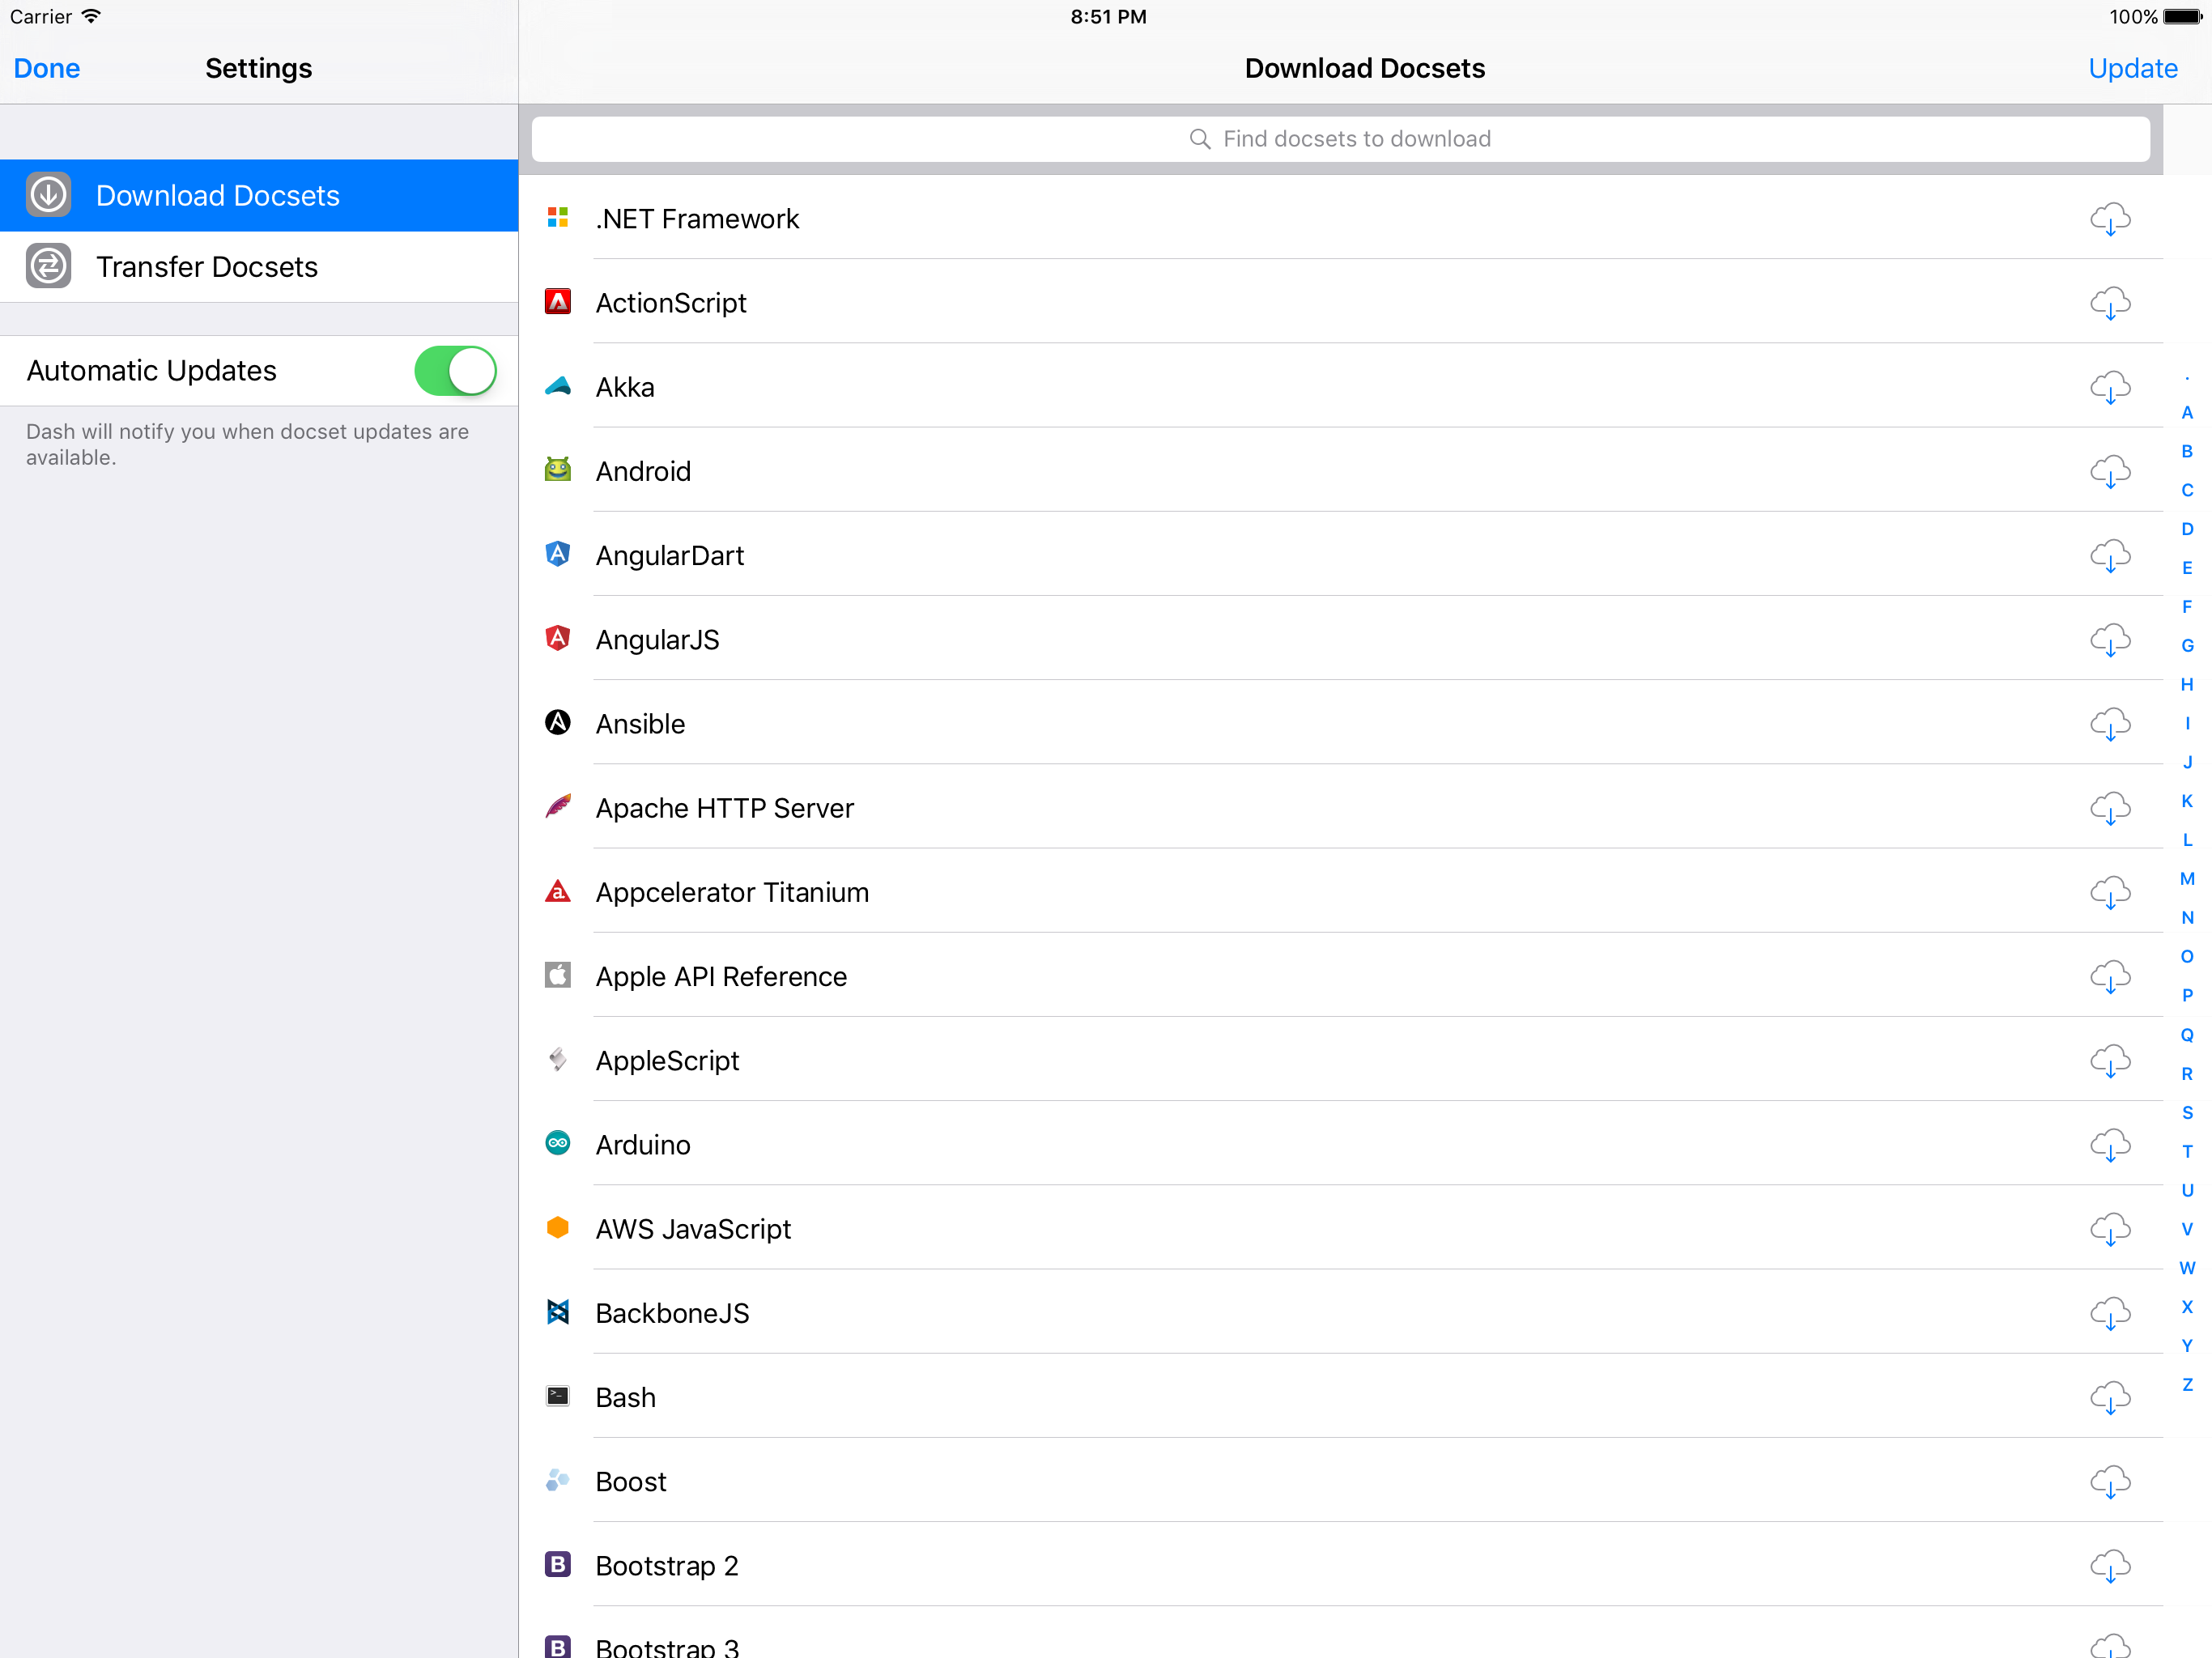 Carrier
8:51 PM
100%
Done
Settings
Download Docsets
Update
Download Docsets
Transfer Docsets
Automatic Updates
Dash will notify you when docset updates are
available.
Find docsets to download
.NET Framework
ActionScript
Akka
Android
AngularDart
AngularJS
Ansible
Apache HTTP Server
Appcelerator Titanium
Apple API Reference
AppleScript
Arduino
AWS JavaScript
BackboneJS
Bash
Boost
Bootstrap 2
Bootstrap 3
.
A
B
C
D
E
F
G
H
I
J
K
L
M
N
O
P
Q
R
S
T
U
V
W
X
Y
Z